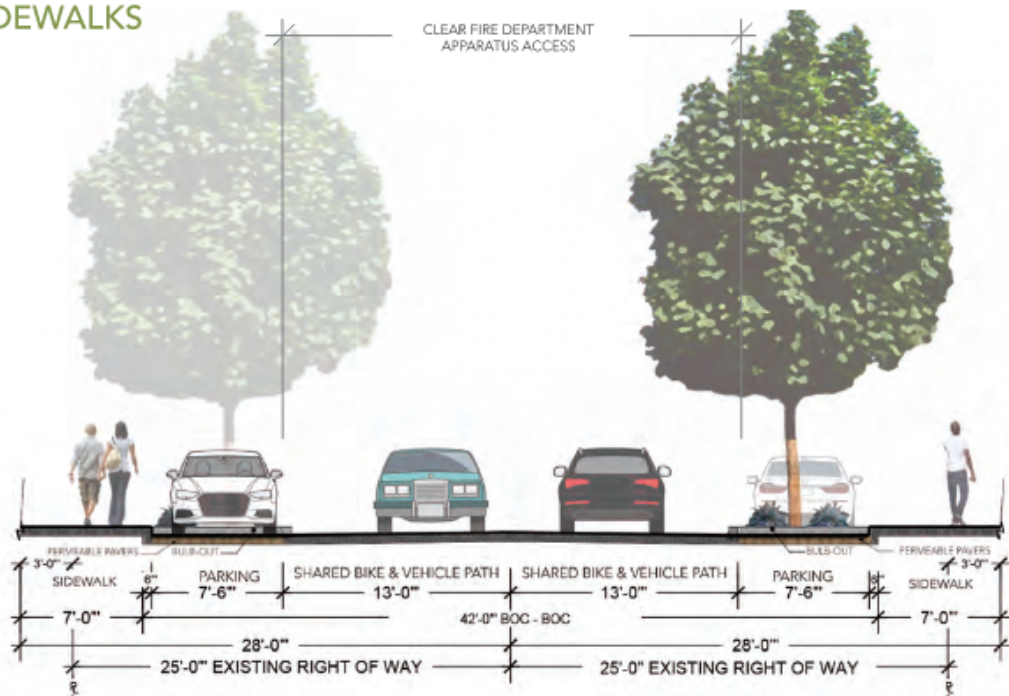 DEWALKS
CLEAR FIRE DEPARTMENT
APPARATUS ACCESS
PERMEABLE PAVERS
BULB-OUT
BULB-OUT
PERMEABLE PAVERS
3'-0'"
SIDEWALK
6'"
PARKING
SHARED BIKE & VEHICLE PATH
SHARED BIKE & VEHICLE PATH
PARKING
6'"
SIDEWALK
3'-0'"
7'-6'"
13'-0'"
13'-0'"
7'-6'"
7'-0'"
42'-0'" BOC - BOC
7'-0'"
28'-0'"
28'-0'"
25'-0'" EXISTING RIGHT OF WAY
25'-0'" EXISTING RIGHT OF WAY